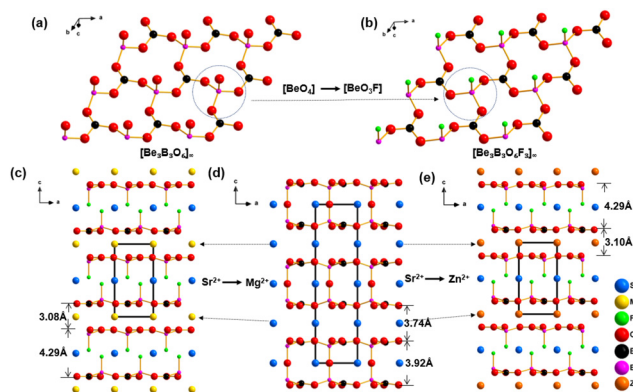 (a)
b
c
a
(b)
b
c
a
[BeO₄] → [BeO₃F]
[Be₃B₃O₆]∞
[Be₃B₃O₆F₃]∞
(c)
c
a
(d)
c
a
(e)
c
a
4.29Å
3.10Å
Sr²⁺ → Mg²⁺
Sr²⁺ → Zn²⁺
3.08Å
3.74Å
4.29Å
3.92Å